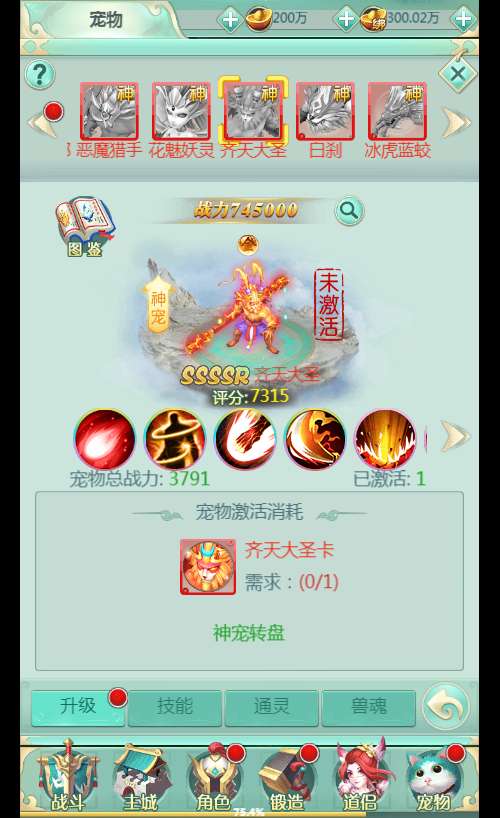 宠物
200万
绑
300.02万
神 神 神 神 神
恶魔猎手 花魅妖灵 齐天大圣 白刹 冰虎蓝蛟
战力745000
图鉴
金
神宠
未激活
SSSSR 齐天大圣
评分:7315
宠物总战力: 3791
已激活: 1
宠物激活消耗
齐天大圣卡
需求：(0/1)
神宠转盘
升级 技能 通灵 兽魂
战斗 主城 角色 锻造 道侣 宠物
75.4%